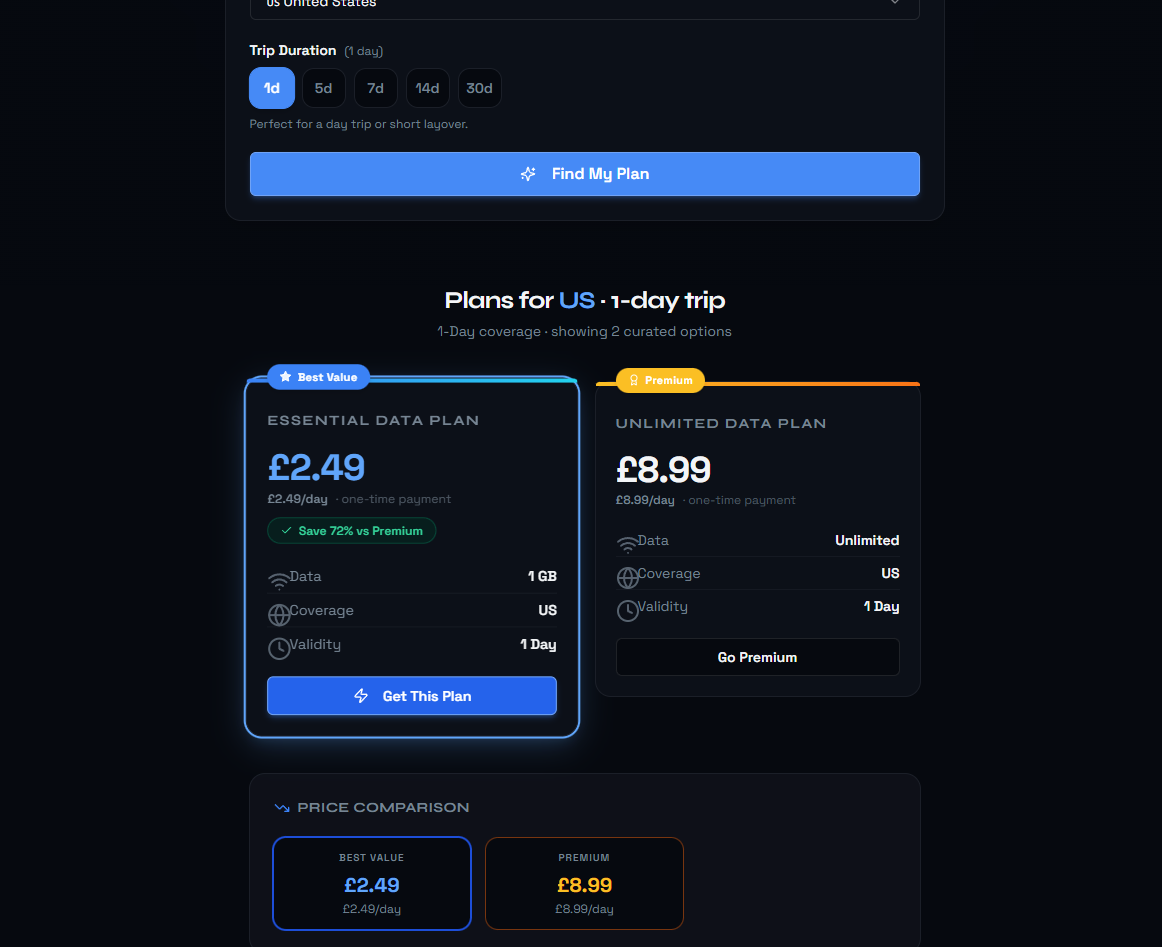 us United States
Trip Duration (1 day)
1d 5d 7d 14d 30d
Perfect for a day trip or short layover.
Find My Plan
Plans for US · 1-day trip
1-Day coverage · showing 2 curated options
Best Value
ESSENTIAL DATA PLAN
£2.49
£2.49/day · one-time payment
Save 72% vs Premium
Data 1 GB
Coverage US
Validity 1 Day
Get This Plan
Premium
UNLIMITED DATA PLAN
£8.99
£8.99/day · one-time payment
Data Unlimited
Coverage US
Validity 1 Day
Go Premium
PRICE COMPARISON
BEST VALUE
£2.49
£2.49/day
PREMIUM
£8.99
£8.99/day